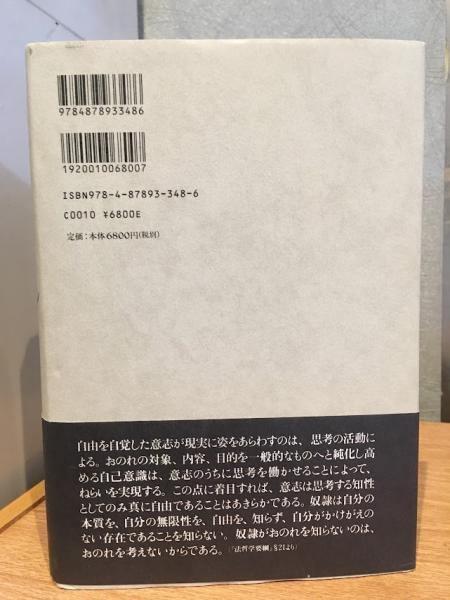 9784878933486
1920010068007
ISBN978-4-87893-348-6
C0010 ¥6800E
定価：本体6800円(税別)
自由を自覚した意志が現実に姿をあらわすのは、思考の活動に
よる。おのれの対象、内容、目的を一般的なものへと純化し高
める自己意識は、意志のうちに思考を働かせることによって、
ねらいを実現する。この点に着目すれば、意志は思考する知性
としてのみ真に自由であることはあきらかである。奴隷は自分の
本質を、自分の無限性を、自由を、知らず、自分がかけがえの
ない存在であることを知らない。奴隷がおのれを知らないのは、
おのれを考えないからである。(『法哲学要綱』§21より)